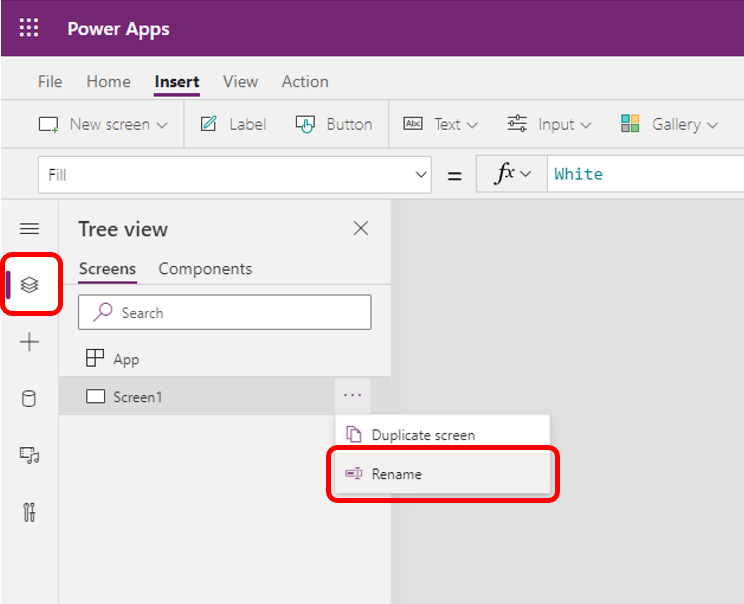 Power Apps
File Home Insert View Action
New screen Label Button Abc Text Input Gallery
Fill = fx White
Tree view
Screens Components
Search
App
Screen1 ...
Duplicate screen
Rename